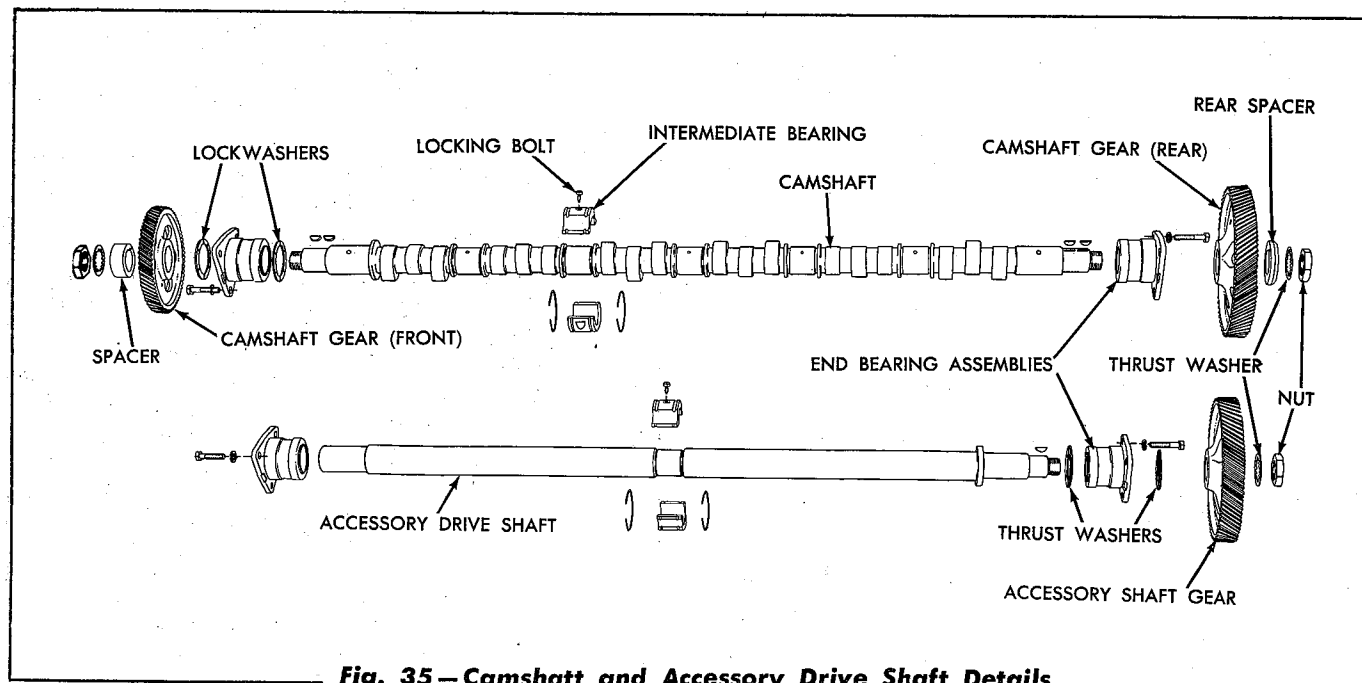 REAR SPACER
LOCKWASHERS
LOCKING BOLT
INTERMEDIATE BEARING
CAMSHAFT GEAR (REAR)
CAMSHAFT
SPACER
CAMSHAFT GEAR (FRONT)
END BEARING ASSEMBLIES
THRUST WASHER
NUT
ACCESSORY DRIVE SHAFT
THRUST WASHERS
ACCESSORY SHAFT GEAR
Fig. 35—Camshaft and Accessory Drive Shaft Details